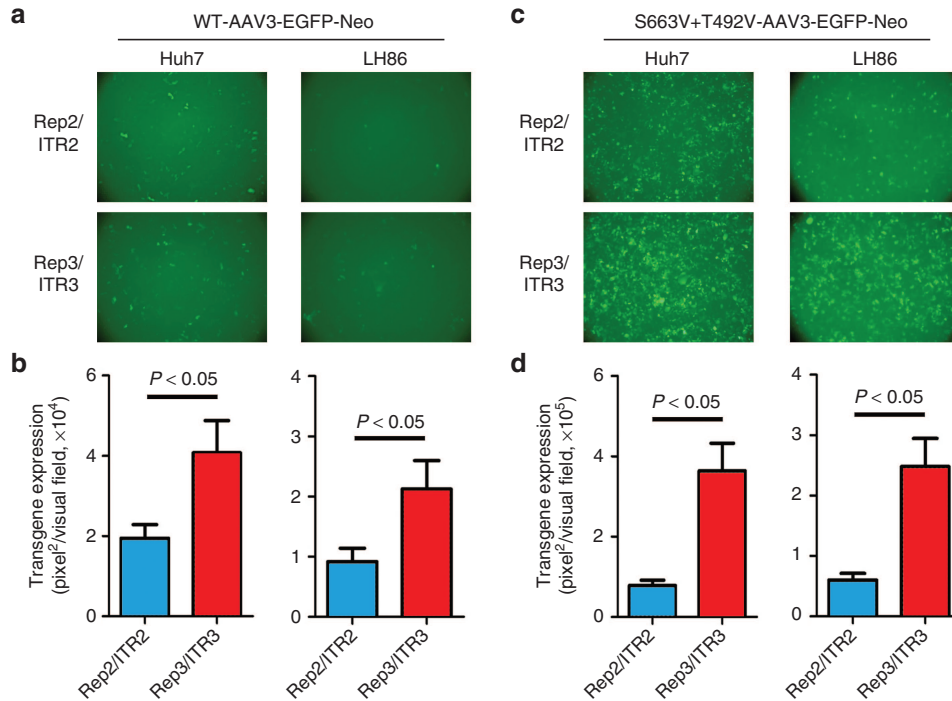 a
WT-AAV3-EGFP-Neo
Huh7
LH86
Rep2/
ITR2
Rep3/
ITR3
c
S663V+T492V-AAV3-EGFP-Neo
Huh7
LH86
Rep2/
ITR2
Rep3/
ITR3
b
Transgene expression
(pixel²/visual field, ×10⁴)
6
4
2
0
P < 0.05
Rep2/ITR2
Rep3/ITR3
4
3
2
1
0
P < 0.05
Rep2/ITR2
Rep3/ITR3
d
Transgene expression
(pixel²/visual field, ×10⁵)
6
4
2
0
P < 0.05
Rep2/ITR2
Rep3/ITR3
4
3
2
1
0
P < 0.05
Rep2/ITR2
Rep3/ITR3